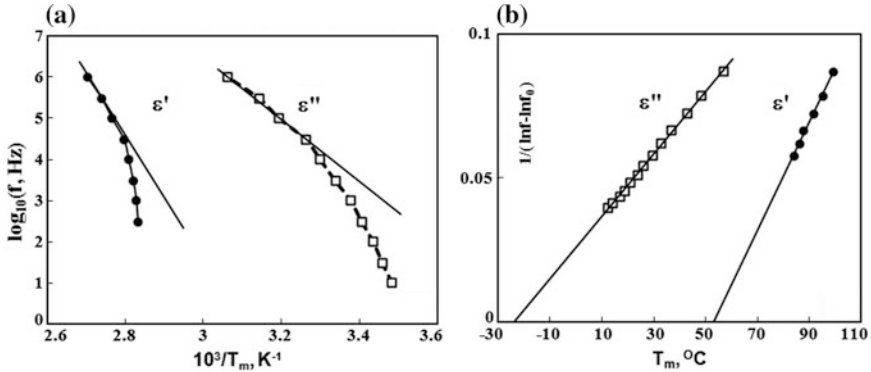 (a)
log₁₀(f, Hz)
7
6
5
4
3
2
1
0
ε'
ε''
2.6 2.8 3 3.2 3.4 3.6
10³/Tₘ, K⁻¹
(b)
0.1
0.05
0
1/(lnf-lnf₀)
ε''
ε'
-30 -10 10 30 50 70 90 110
Tₘ, ᴼC